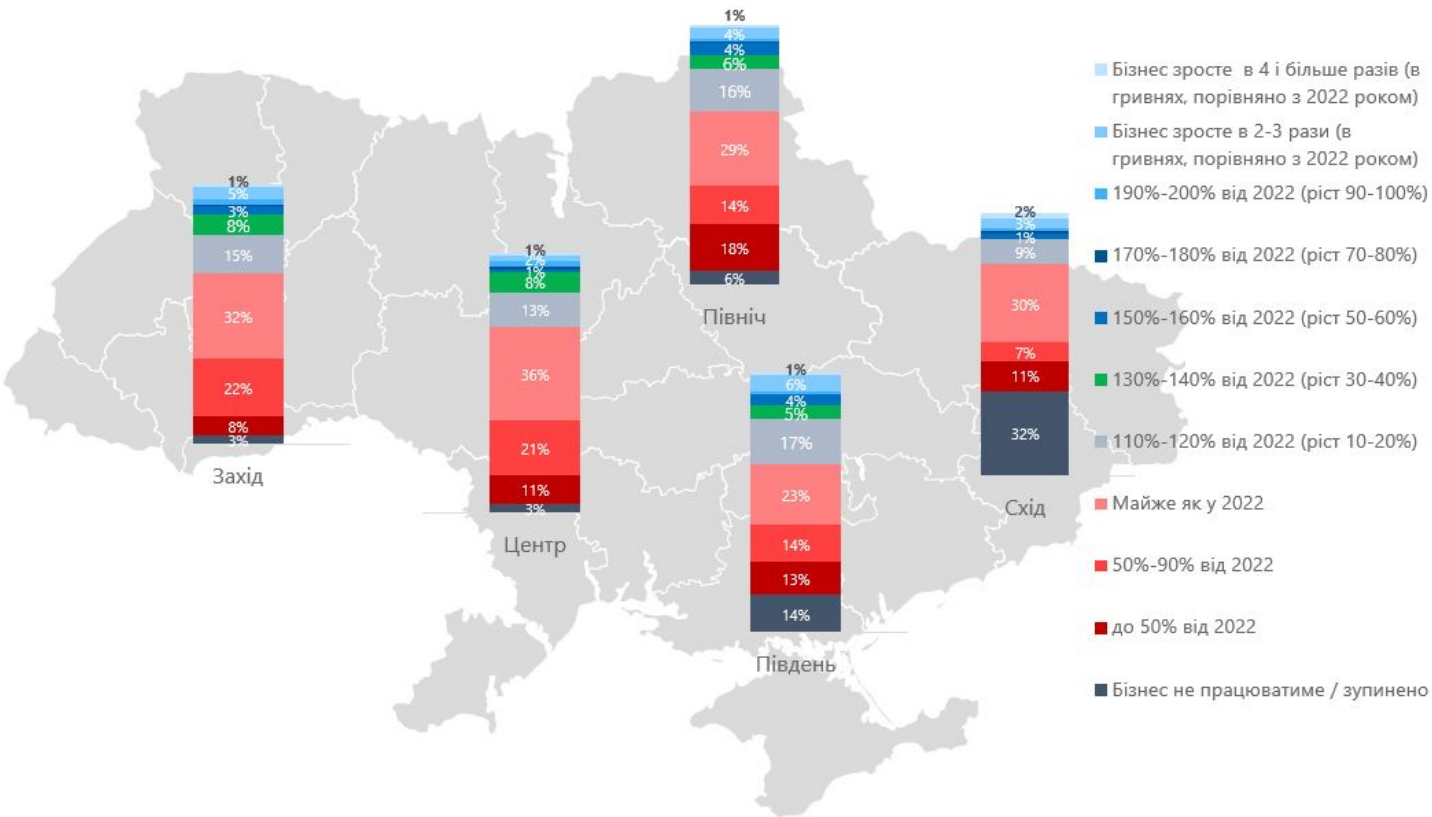 1%
4%
4%
6%
16%
29%
14%
18%
6%
Північ
1%
5%
3%
8%
15%
32%
22%
8%
3%
Захід
1%
2%
1%
8%
13%
36%
21%
11%
3%
Центр
1%
6%
4%
5%
17%
23%
14%
13%
14%
Південь
2%
3%
1%
9%
30%
7%
11%
32%
Схід
Бізнес зросте в 4 і більше разів (в
гривнях, порівняно з 2022 роком)
Бізнес зросте в 2-3 рази (в
гривнях, порівняно з 2022 роком)
190%-200% від 2022 (ріст 90-100%)
170%-180% від 2022 (ріст 70-80%)
150%-160% від 2022 (ріст 50-60%)
130%-140% від 2022 (ріст 30-40%)
110%-120% від 2022 (ріст 10-20%)
Майже як у 2022
50%-90% від 2022
до 50% від 2022
Бізнес не працюватиме / зупинено